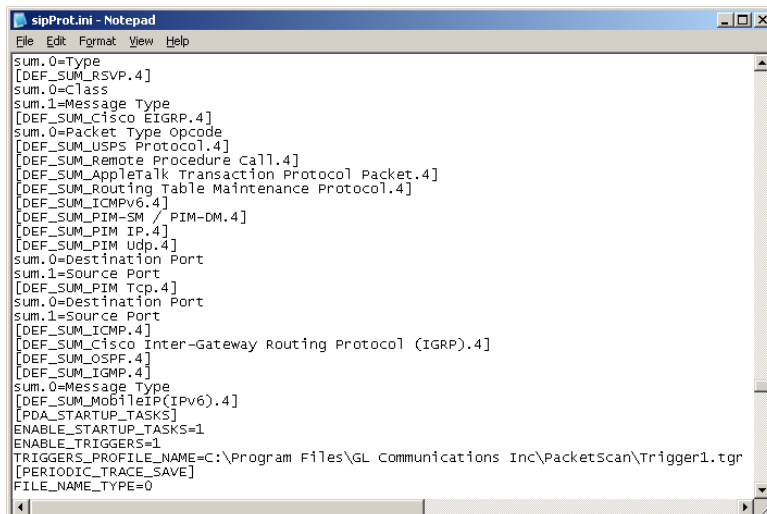 sipProt.ini - Notepad
File Edit Format View Help
sum.0=Type
[DEF_SUM_RSVP.4]
sum.0=Class
sum.1=Message Type
[DEF_SUM_Cisco EIGRP.4]
sum.0=Packet Type Opcode
[DEF_SUM_USPS Protocol.4]
[DEF_SUM_Remote Procedure Call.4]
[DEF_SUM_AppleTalk Transaction Protocol Packet.4]
[DEF_SUM_Routing Table Maintenance Protocol.4]
[DEF_SUM_ICMPv6.4]
[DEF_SUM_PIM-SM / PIM-DM.4]
[DEF_SUM_PIM IP.4]
[DEF_SUM_PIM Udp.4]
sum.0=Destination Port
sum.1=Source Port
[DEF_SUM_PIM Tcp.4]
sum.0=Destination Port
sum.1=Source Port
[DEF_SUM_ICMP.4]
[DEF_SUM_Cisco Inter-Gateway Routing Protocol (IGRP).4]
[DEF_SUM_OSPF.4]
[DEF_SUM_IGMP.4]
sum.0=Message Type
[DEF_SUM_MobileIP(IPv6).4]
[PDA_STARTUP_TASKS]
ENABLE_STARTUP_TASKS=1
ENABLE_TRIGGERS=1
TRIGGERS_PROFILE_NAME=C:\Program Files\GL Communications Inc\PacketScan\Trigger1.tgr
[PERIODIC_TRACE_SAVE]
FILE_NAME_TYPE=0